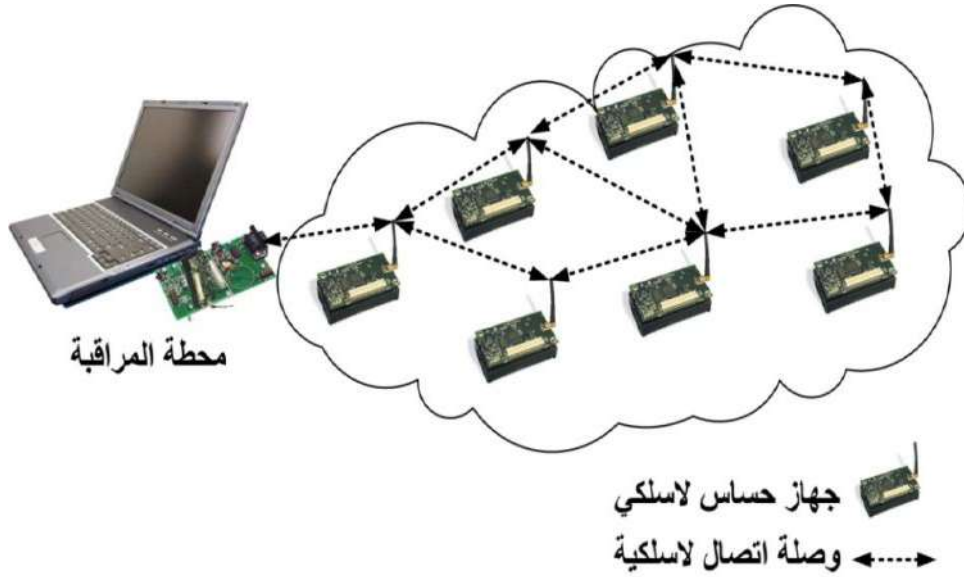 محطة المراقبة
جهاز حساس لاسلكي
وصلة اتصال لاسلكية